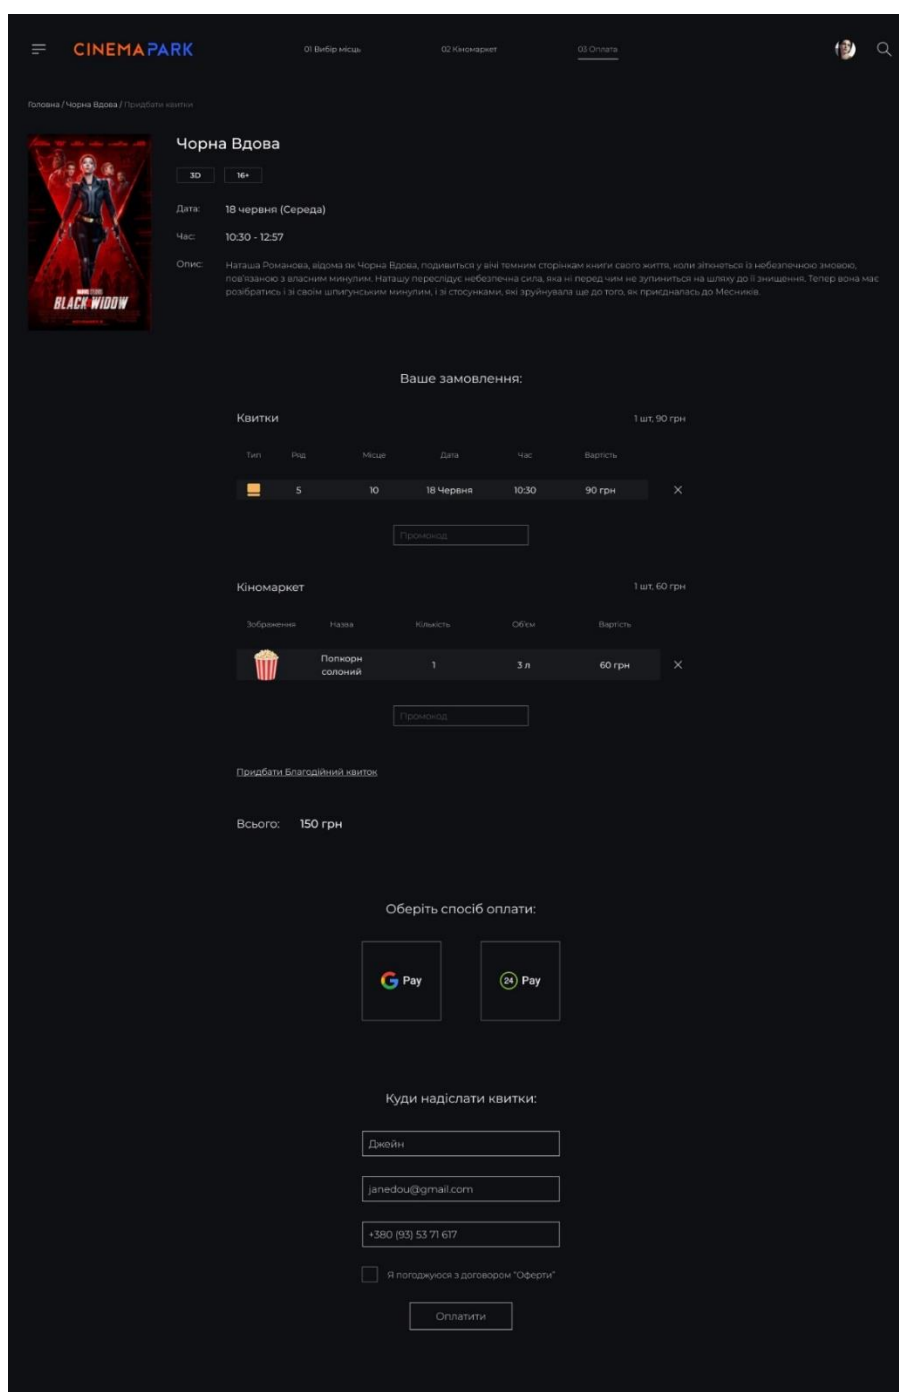 CINEMA PARK
01 Вибір місць
02 Кіномаркет
03 Оплата
Головна / Чорна Вдова / Придбати квитки
Чорна Вдова
3D
16+
Дата: 18 червня (Середа)
Час: 10:30 - 12:57
Опис: Наташа Романова, відома як Чорна Вдова, подивиться у вічі темним сторінкам книги свого життя, коли зіткнеться із небезпечною змовою,
пов'язаною з власним минулим. Наташу переслідує небезпечна сила, яка ні перед чим не зупиниться на шляху до її знищення. Тепер вона має
розібратись і зі своїм шпигунським минулим, і зі стосунками, які зруйнувала ще до того, як приєдналась до Месників.
BLACK WIDOW
Ваше замовлення:
Квитки 1 шт, 90 грн
Тип Ряд Місце Дата Час Вартість
5 10 18 Червня 10:30 90 грн
Промокод
Кіномаркет 1 шт, 60 грн
Зображення Назва Кількість Об'єм Вартість
Попкорн
солоний
1 3 л 60 грн
Промокод
Придбати Благодійний квиток
Всього: 150 грн
Оберіть спосіб оплати:
G Pay
24 Pay
Куди надіслати квитки:
Джейн
janedou@gmail.com
+380 (93) 53 71 617
Я погоджуюся з договором "Оферти"
Оплатити